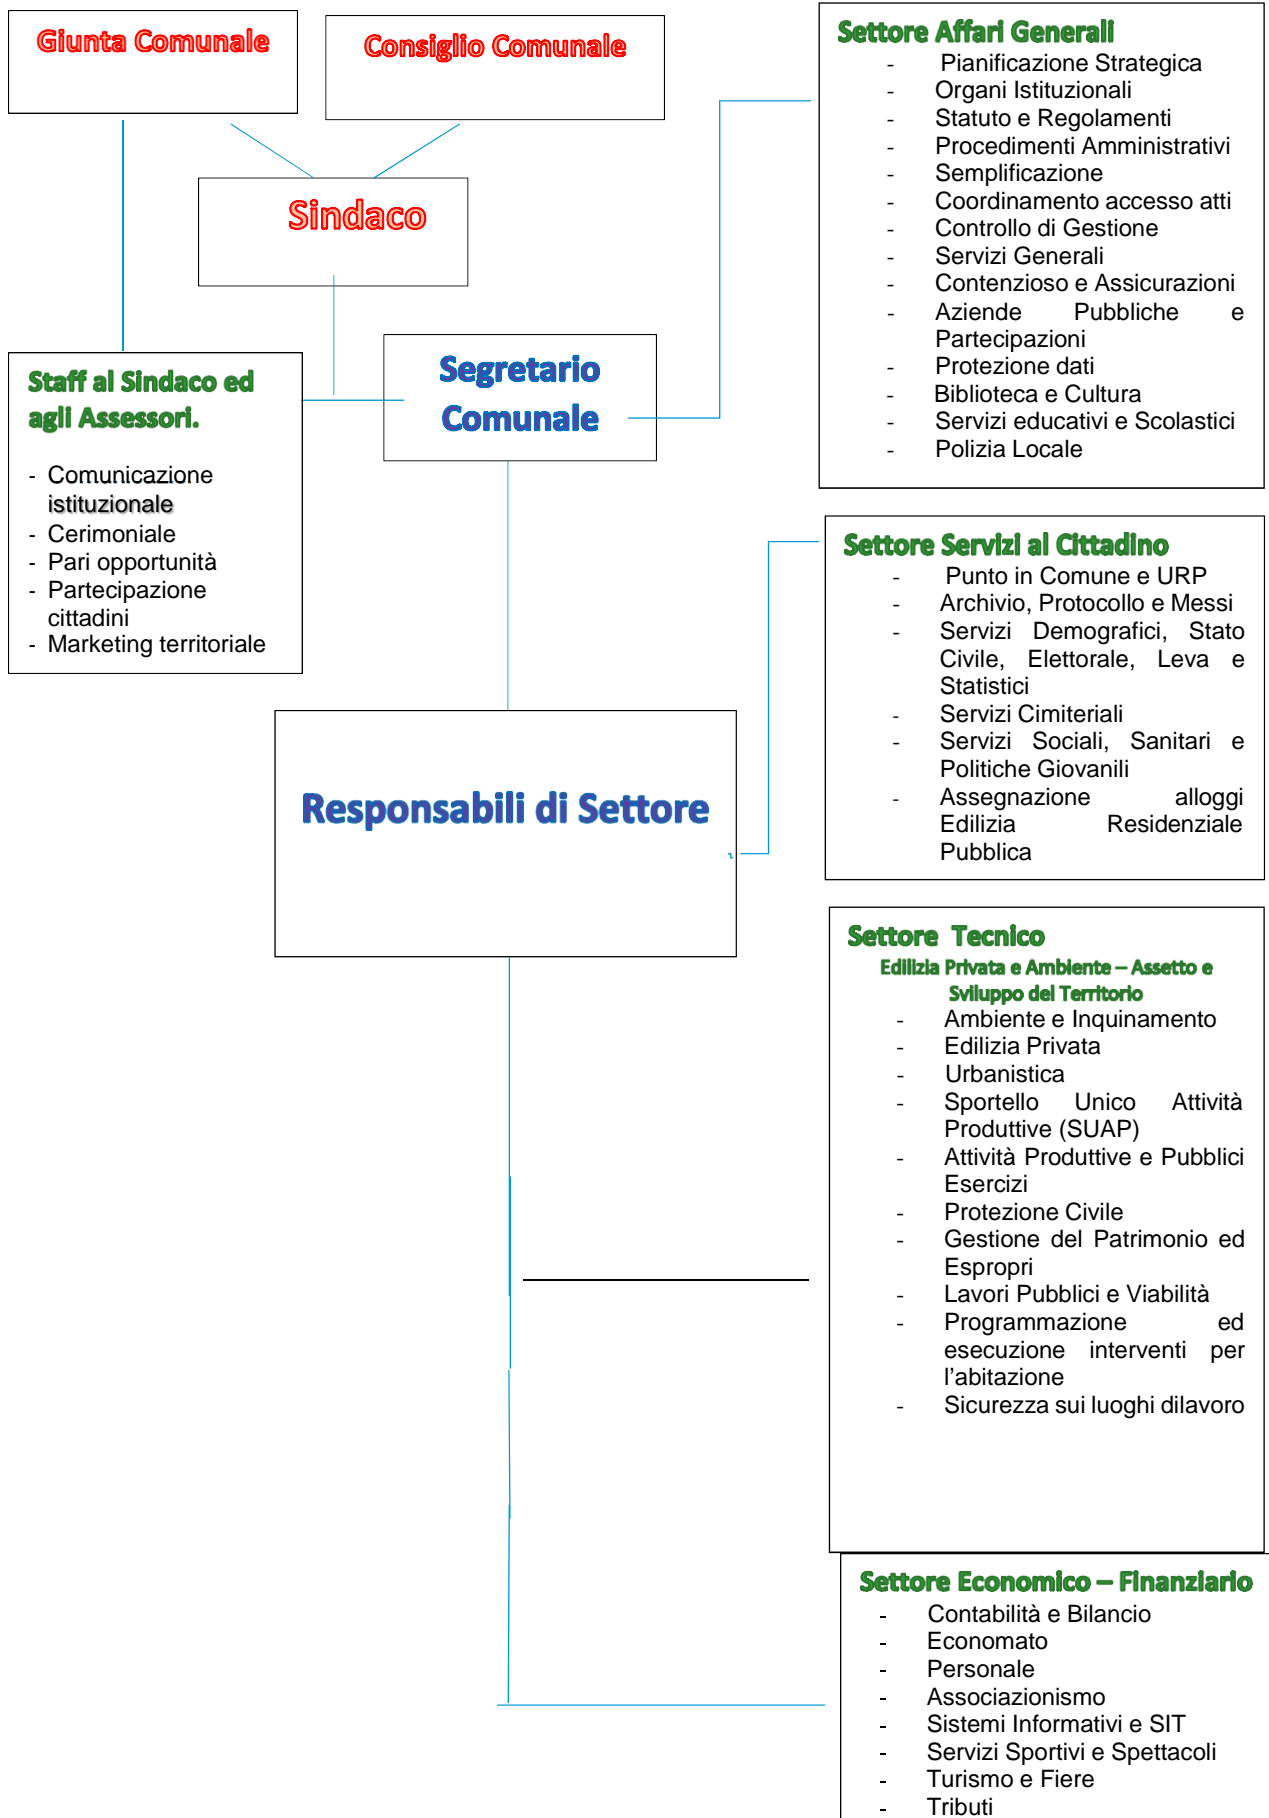 Giunta Comunale
Consiglio Comunale
Sindaco
Segretario
Comunale
Staff al Sindaco ed
agli Assessori.
- Comunicazione
istituzionale
- Cerimoniale
- Pari opportunità
- Partecipazione
cittadini
- Marketing territoriale
Responsabili di Settore
Settore Affari Generali
- Pianificazione Strategica
- Organi Istituzionali
- Statuto e Regolamenti
- Procedimenti Amministrativi
- Semplificazione
- Coordinamento accesso atti
- Controllo di Gestione
- Servizi Generali
- Contenzioso e Assicurazioni
- Aziende Pubbliche e
Partecipazioni
- Protezione dati
- Biblioteca e Cultura
- Servizi educativi e Scolastici
- Polizia Locale
Settore Servizi al Cittadino
- Punto in Comune e URP
- Archivio, Protocollo e Messi
- Servizi Demografici, Stato
Civile, Elettorale, Leva e
Statistici
- Servizi Cimiteriali
- Servizi Sociali, Sanitari e
Politiche Giovanili
- Assegnazione alloggi
Edilizia Residenziale
Pubblica
Settore Tecnico
Edilizia Privata e Ambiente – Assetto e
Sviluppo del Territorio
- Ambiente e Inquinamento
- Edilizia Privata
- Urbanistica
- Sportello Unico Attività
Produttive (SUAP)
- Attività Produttive e Pubblici
Esercizi
- Protezione Civile
- Gestione del Patrimonio ed
Espropri
- Lavori Pubblici e Viabilità
- Programmazione ed
esecuzione interventi per
l’abitazione
- Sicurezza sui luoghi dilavoro
Settore Economico – Finanziario
- Contabilità e Bilancio
- Economato
- Personale
- Associazionismo
- Sistemi Informativi e SIT
- Servizi Sportivi e Spettacoli
- Turismo e Fiere
- Tributi